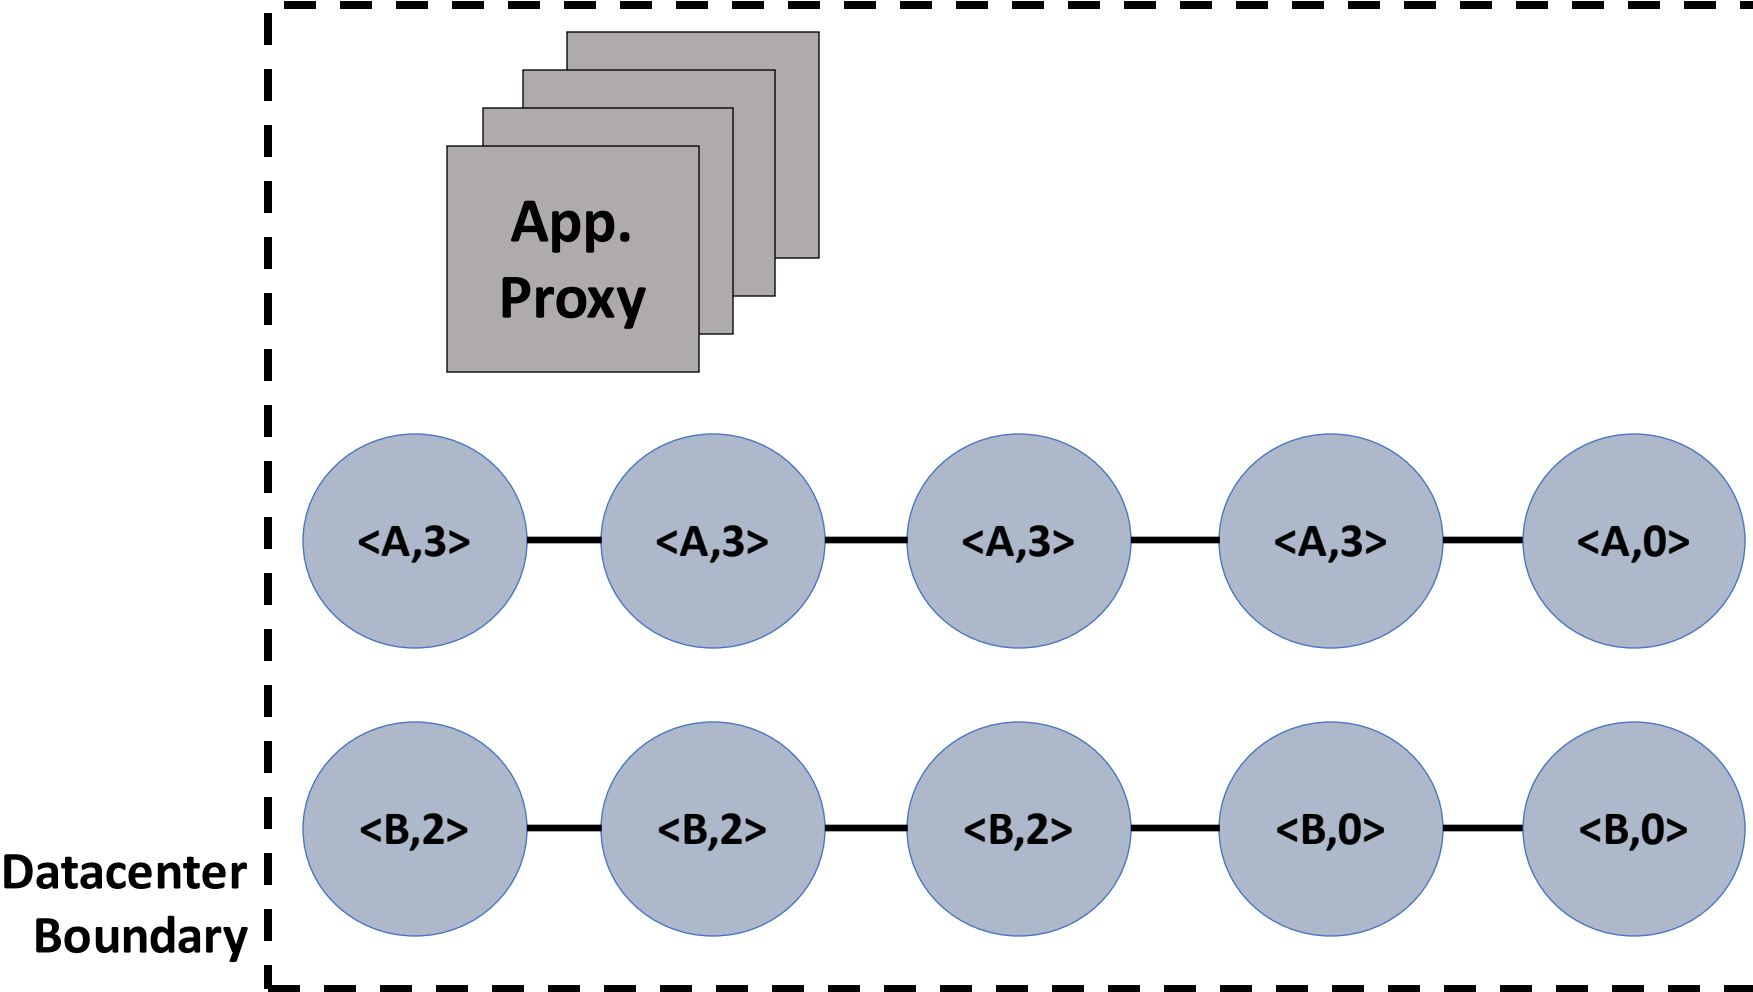 App.
Proxy
<A,3> <A,3> <A,3> <A,3> <A,0>
<B,2> <B,2> <B,2> <B,0> <B,0>
Datacenter
Boundary